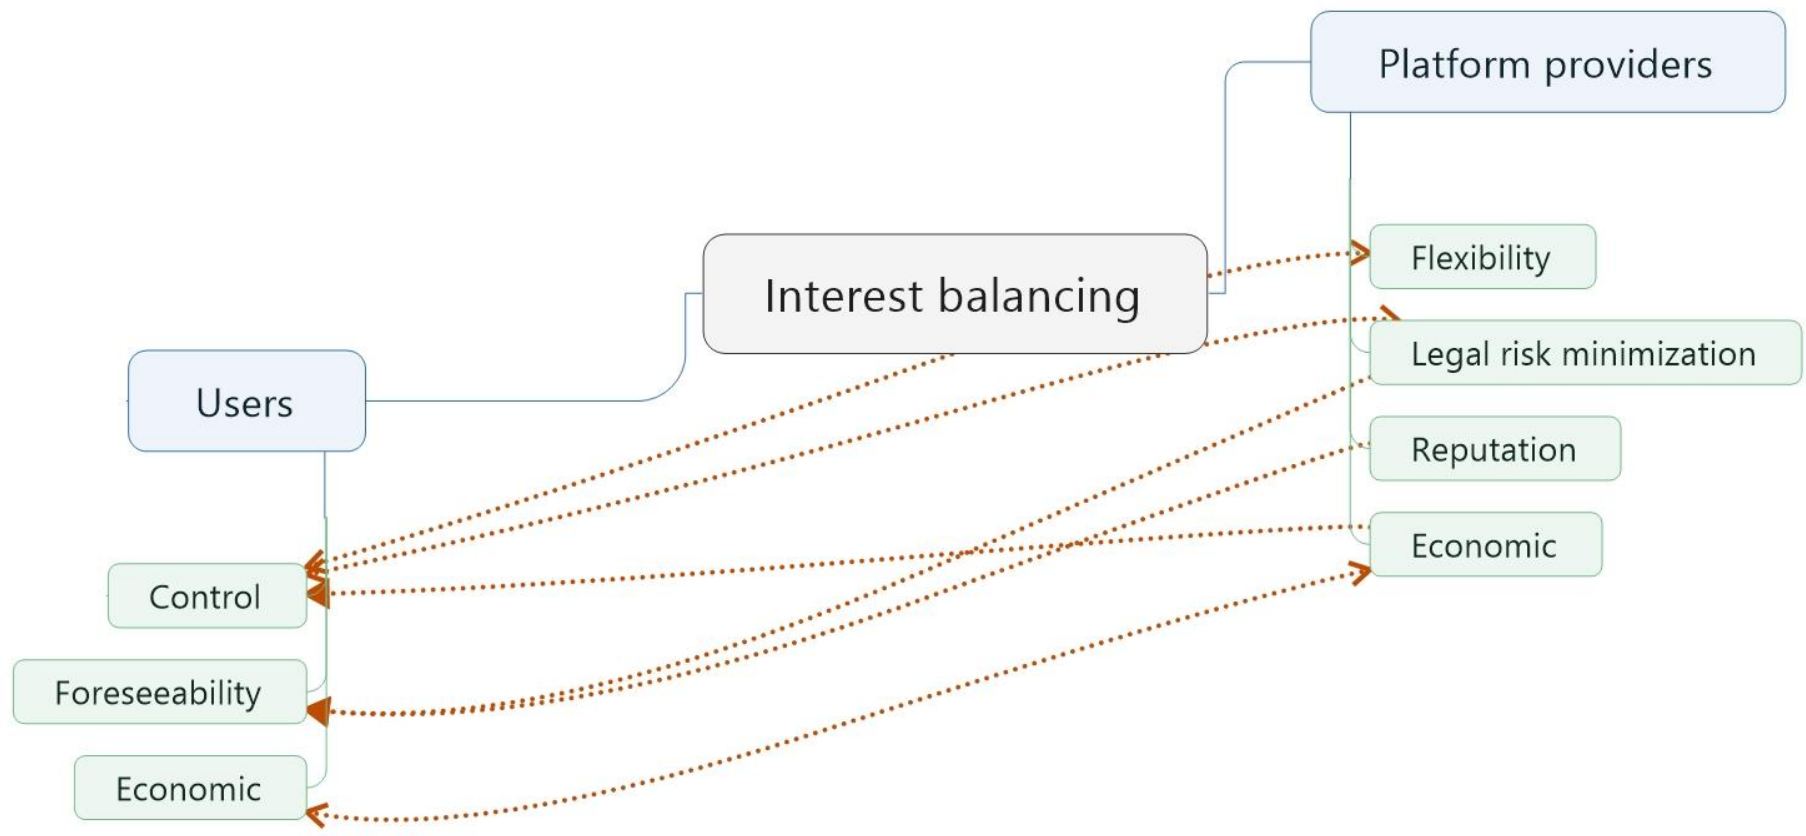 Platform providers
Interest balancing
Users
Flexibility
Legal risk minimization
Reputation
Economic
Control
Foreseeability
Economic